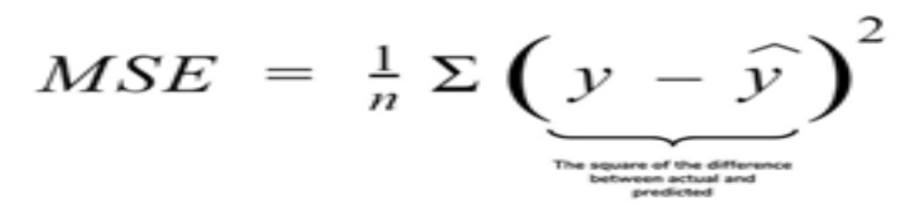 MSE = 1/n Σ (y − ŷ)²
The square of the difference
between actual and
predicted